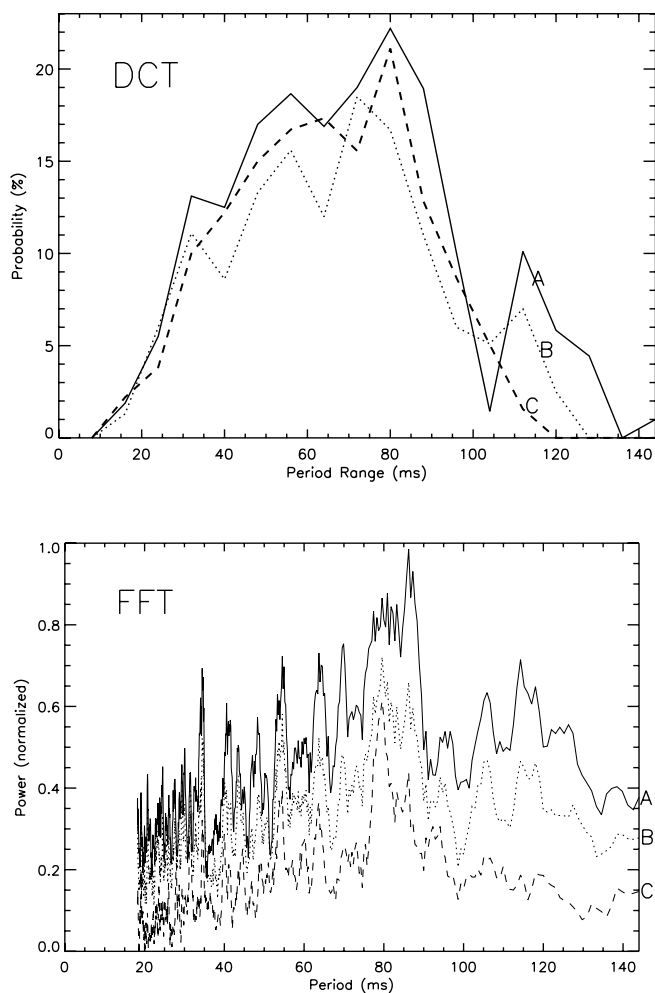 20
DCT
15
Probability (%)
10
A
5
B
C
0
0 20 40 60 80 100 120 140
Period Range (ms)
1.0
FFT
0.8
Power (normalized)
0.6
0.4
A
B
0.2
C
0.0
0 20 40 60 80 100 120 140
Period (ms)